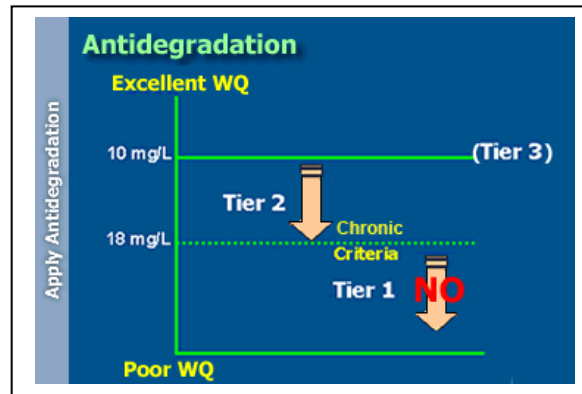 Antidegradation
Apply Antidegradation
Excellent WQ
10 mg/L
(Tier 3)
Tier 2
Chronic
18 mg/L
Criteria
Tier 1
NO
Poor WQ